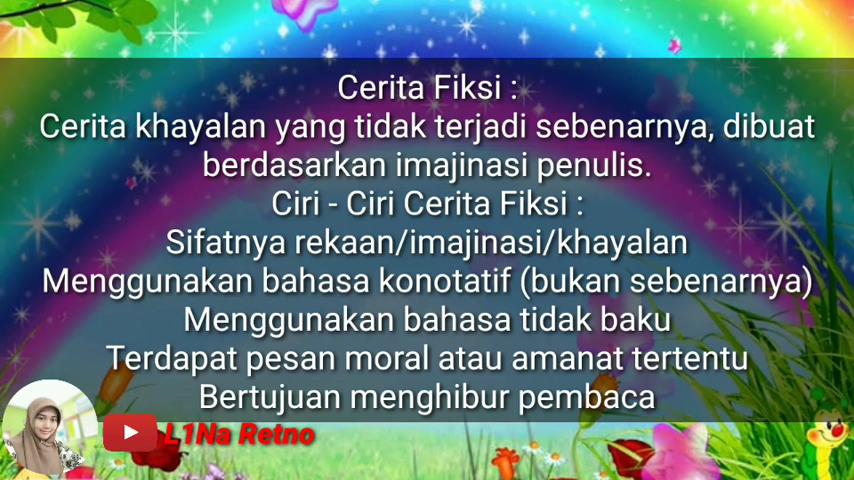 Cerita Fiksi :
Cerita khayalan yang tidak terjadi sebenarnya, dibuat
berdasarkan imajinasi penulis.
Ciri - Ciri Cerita Fiksi :
Sifatnya rekaan/imajinasi/khayalan
Menggunakan bahasa konotatif (bukan sebenarnya)
Menggunakan bahasa tidak baku
Terdapat pesan moral atau amanat tertentu
Bertujuan menghibur pembaca
L1Na Retno